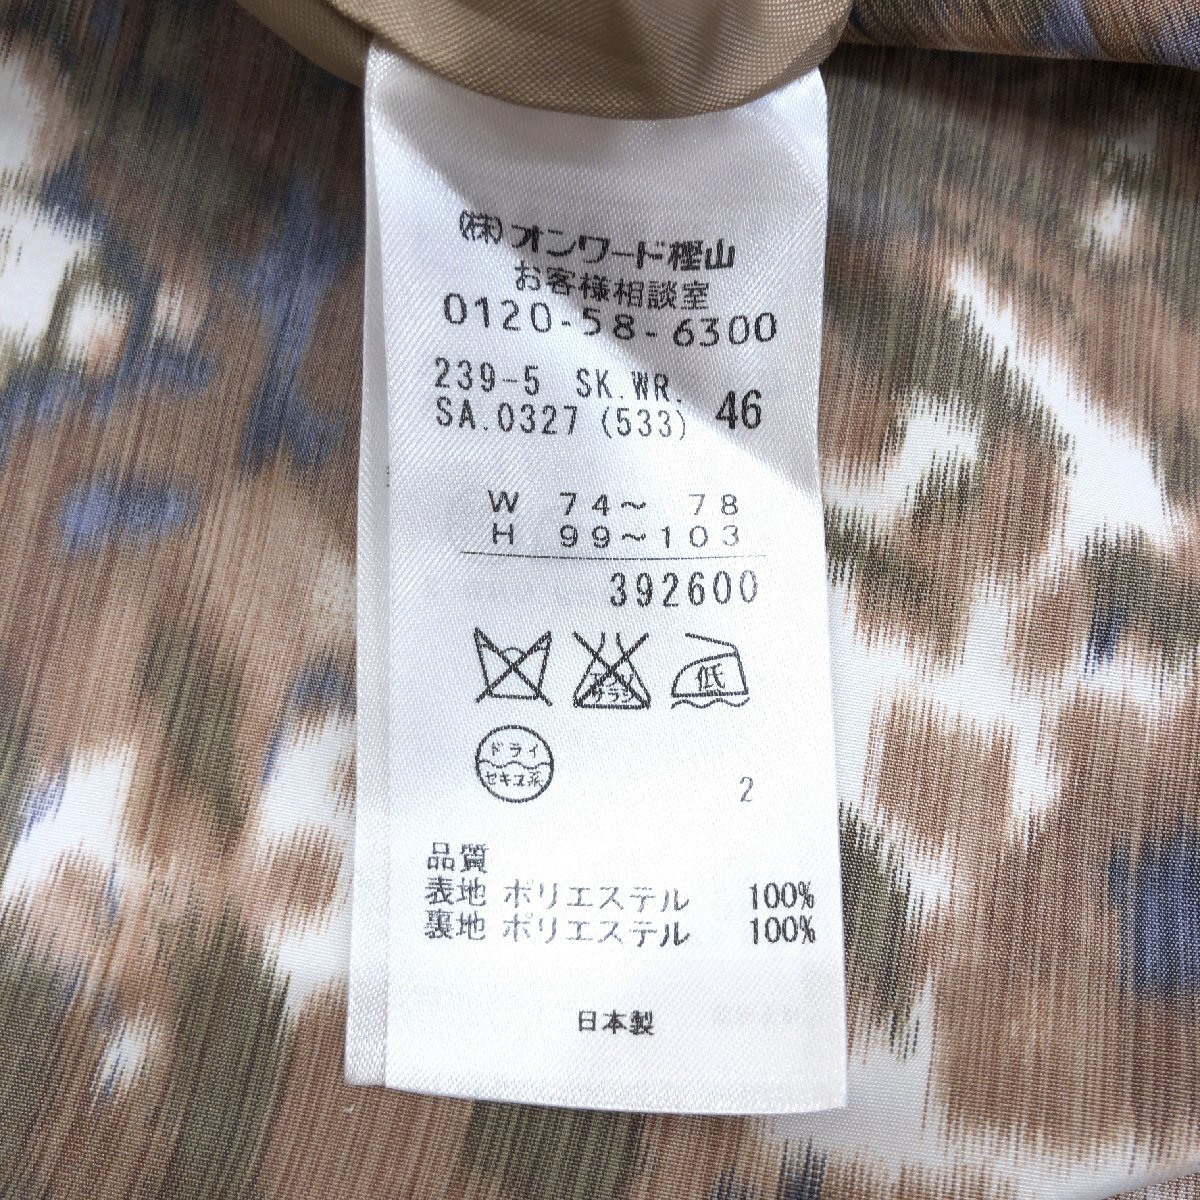 (株)オンワード樫山
お客様相談室
0120-58-6300
239-5 SK.WR.
SA.0327(533) 46
W 74～ 78
H 99～103
392600
低
ドライ
セキユ系
2
品質
表地 ポリエステル 100%
裏地 ポリエステル 100%
日本製